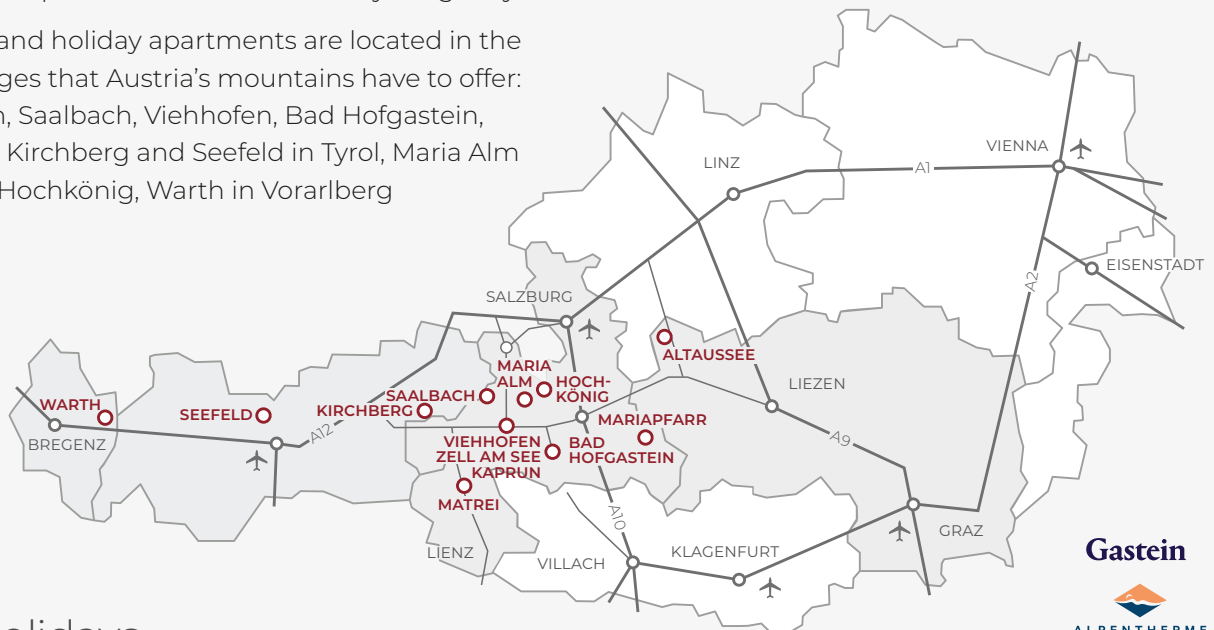 and holiday apartments are located in the
ges that Austria's mountains have to offer:
n, Saalbach, Viehhofen, Bad Hofgastein,
Kirchberg and Seefeld in Tyrol, Maria Alm
Hochkönig, Warth in Vorarlberg
VIENNA
LINZ
A1
EISENSTADT
A2
SALZBURG
ALTAUSSEE
MARIA
ALM
HOCH-
KÖNIG
LIEZEN
SAALBACH
WARTH
SEEFELD
KIRCHBERG
MARIAPFARR
A12
BREGENZ
A9
VIEHHOFEN
ZELL AM SEE
KAPRUN
BAD
HOFGASTEIN
MATREI
A10
GRAZ
LIENZ
VILLACH
KLAGENFURT
Gastein
ALPENTHERME
olidays